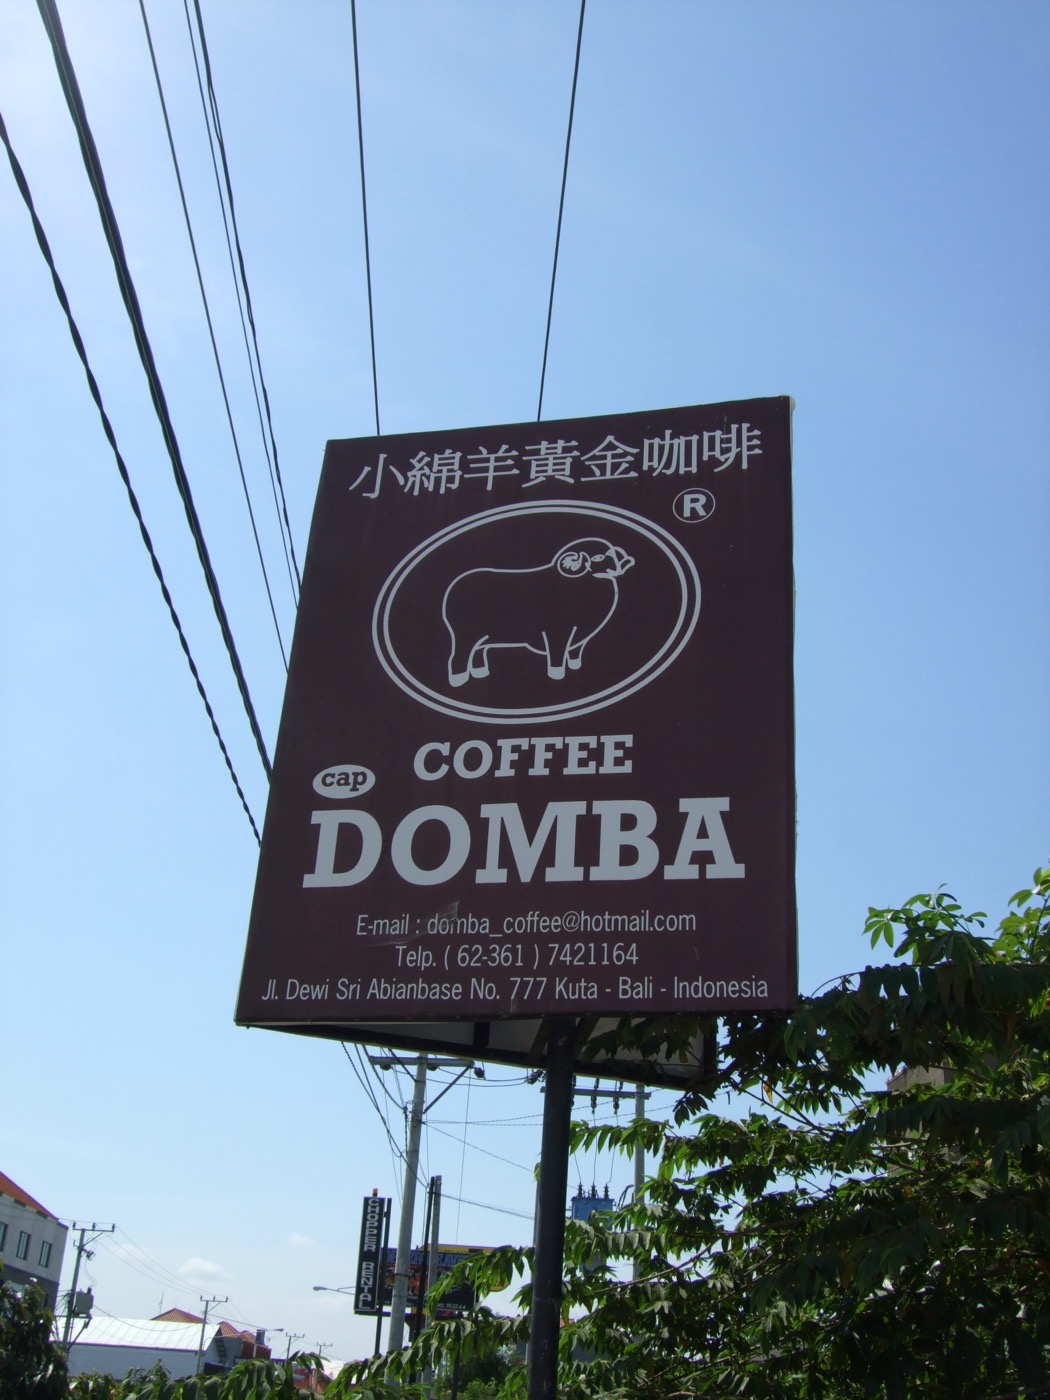 小綿羊黃金咖啡
®
COFFEE
cap
DOMBA
E-mail : domba_coffee@hotmail.com
Telp. ( 62-361 ) 7421164
Jl. Dewi Sri Abianbase No. 777 Kuta - Bali - Indonesia